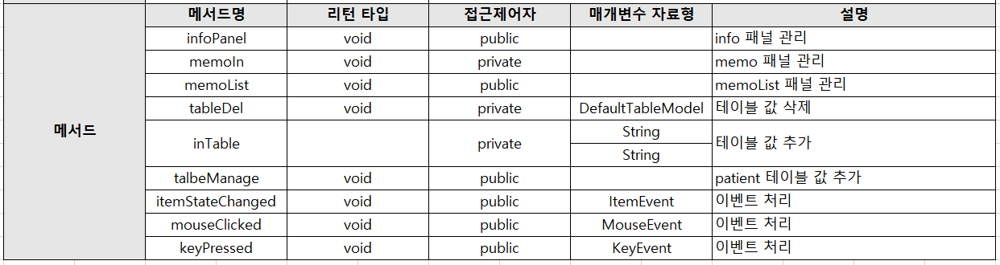 메서드명 리턴 타입 접근제어자 매개변수 자료형 설명
메서드
infoPanel void public info 패널 관리
memoIn void private memo 패널 관리
memoList void public memoList 패널 관리
tableDel void private DefaultTableModel 테이블 값 삭제
inTable private String String 테이블 값 추가
talbeManage void public patient 테이블 값 추가
itemStateChanged void public ItemEvent 이벤트 처리
mouseClicked void public MouseEvent 이벤트 처리
keyPressed void public KeyEvent 이벤트 처리